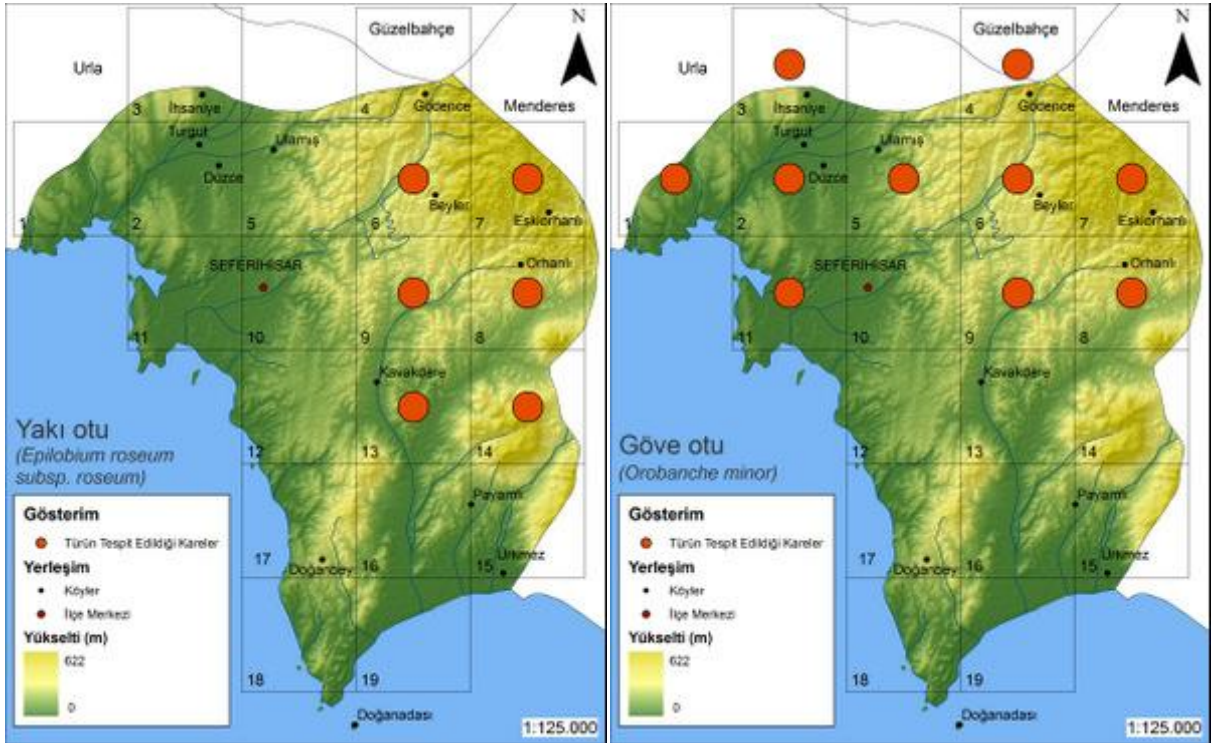 N
Güzelbahçe
Urla
3
İhsaniye
4
Göcence
Menderes
Turgut
Ulamış
Düzce
Beyler
Eskiorhanlı
1
2
5
6
7
SEFERİHİSAR
Orhanlı
11
10
9
8
Kavakdere
Yakı otu
(Epilobium roseum
subsp. roseum)
12
13
14
Payamlı
Gösterim
Türün Tespit Edildiği Kareler
Yerleşim
Köyler
İlçe Merkezi
Yükselti (m)
622
0
17
Doğanbey
16
15
Ürkmez
18
19
Doğanadası
1:125.000
N
Güzelbahçe
Urla
3
İhsaniye
4
Göcence
Menderes
Turgut
Ulamış
Düzce
Beyler
Eskiorhanlı
1
2
5
6
7
SEFERİHİSAR
Orhanlı
11
10
9
8
Kavakdere
Göve otu
(Orobanche minor)
12
13
14
Payamlı
Gösterim
Türün Tespit Edildiği Kareler
Yerleşim
Köyler
İlçe Merkezi
Yükselti (m)
622
0
17
Doğanbey
16
15
Ürkmez
18
19
Doğanadası
1:125.000